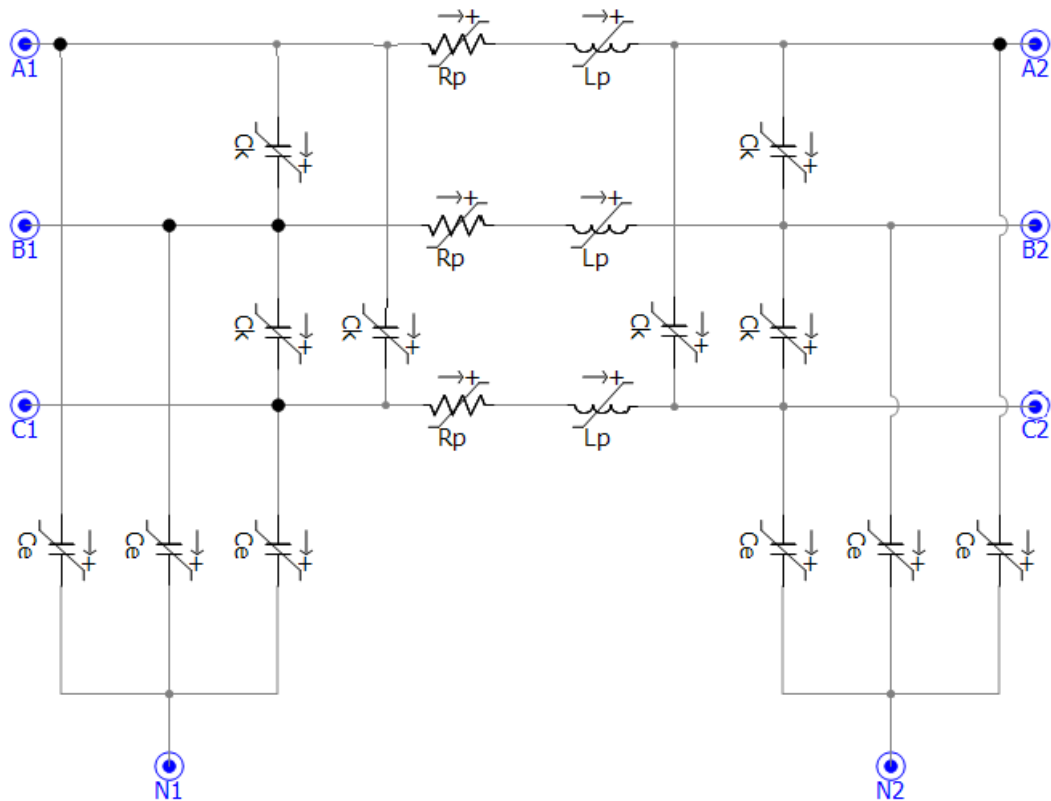 + +
A1 Rp Lp A2
Ck + Ck +
+ +
B1 Rp Lp B2
Ck + Ck + Ck + Ck +
+ +
C1 Rp Lp C2
Ce + Ce + Ce + Ce + Ce + Ce +
N1 N2